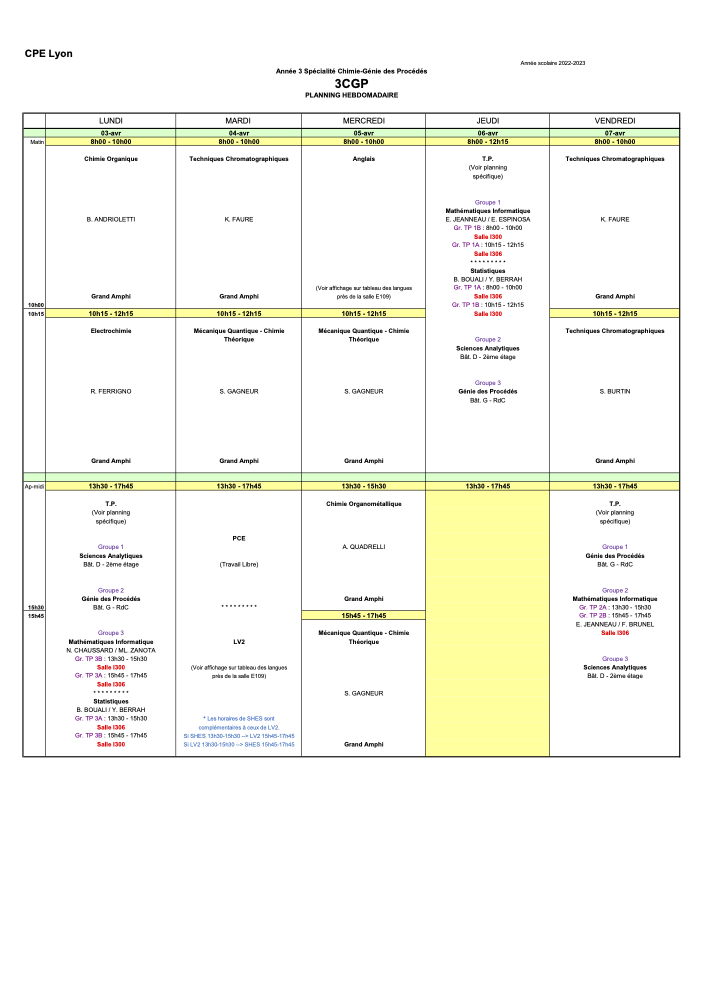 CPE Lyon
Année scolaire 2022-2023
Année 3 Spécialité Chimie-Génie des Procédés
3CGP
PLANNING HEBDOMADAIRE
LUNDI MARDI MERCREDI JEUDI VENDREDI
03-avr 04-avr 05-avr 06-avr 07-avr
Matin 8h00 - 10h00 8h00 - 10h00 8h00 - 10h00 8h00 - 12h15 8h00 - 10h00
Chimie Organique
B. ANDRIOLETTI
Grand Amphi
Techniques Chromatographiques
K. FAURE
Grand Amphi
Anglais
(Voir affichage sur tableau des langues
près de la salle E109)
T.P.
(Voir planning
spécifique)
Groupe 1
Mathématiques Informatique
E. JEANNEAU / E. ESPINOSA
Gr. TP 1B : 8h00 - 10h00
Salle I300
Gr. TP 1A : 10h15 - 12h15
Salle I306
* * * * * * * * *
Statistiques
B. BOUALI / Y. BERRAH
Gr. TP 1A : 8h00 - 10h00
Salle I306
Gr. TP 1B : 10h15 - 12h15
Salle I300
Groupe 2
Sciences Analytiques
Bât. D - 2ème étage
Groupe 3
Génie des Procédés
Bât. G - RdC
Techniques Chromatographiques
K. FAURE
Grand Amphi
10h00
10h15 10h15 - 12h15 10h15 - 12h15 10h15 - 12h15 10h15 - 12h15
Electrochimie
R. FERRIGNO
Grand Amphi
Mécanique Quantique - Chimie
Théorique
S. GAGNEUR
Grand Amphi
Mécanique Quantique - Chimie
Théorique
S. GAGNEUR
Grand Amphi
Techniques Chromatographiques
S. BURTIN
Grand Amphi
Ap-midi 13h30 - 17h45 13h30 - 17h45 13h30 - 15h30 13h30 - 17h45 13h30 - 17h45
T.P.
(Voir planning
spécifique)
Groupe 1
Sciences Analytiques
Bât. D - 2ème étage
Groupe 2
Génie des Procédés
Bât. G - RdC
Groupe 3
Mathématiques Informatique
N. CHAUSSARD / ML. ZANOTA
Gr. TP 3B : 13h30 - 15h30
Salle I300
Gr. TP 3A : 15h45 - 17h45
Salle I306
* * * * * * * * *
Statistiques
B. BOUALI / Y. BERRAH
Gr. TP 3A : 13h30 - 15h30
Salle I306
Gr. TP 3B : 15h45 - 17h45
Salle I300
PCE
(Travail Libre)
* * * * * * * * *
LV2
(Voir affichage sur tableau des langues
près de la salle E109)
* Les horaires de SHES sont
complémentaires à ceux de LV2.
Si SHES 13h30-15h30 --> LV2 15h45-17h45
Si LV2 13h30-15h30 --> SHES 15h45-17h45
Chimie Organométallique
A. QUADRELLI
Grand Amphi
15h30
15h45 15h45 - 17h45
Mécanique Quantique - Chimie
Théorique
S. GAGNEUR
Grand Amphi
T.P.
(Voir planning
spécifique)
Groupe 1
Génie des Procédés
Bât. G - RdC
Groupe 2
Mathématiques Informatique
Gr. TP 2A : 13h30 - 15h30
Gr. TP 2B : 15h45 - 17h45
E. JEANNEAU / F. BRUNEL
Salle I306
Groupe 3
Sciences Analytiques
Bât. D - 2ème étage